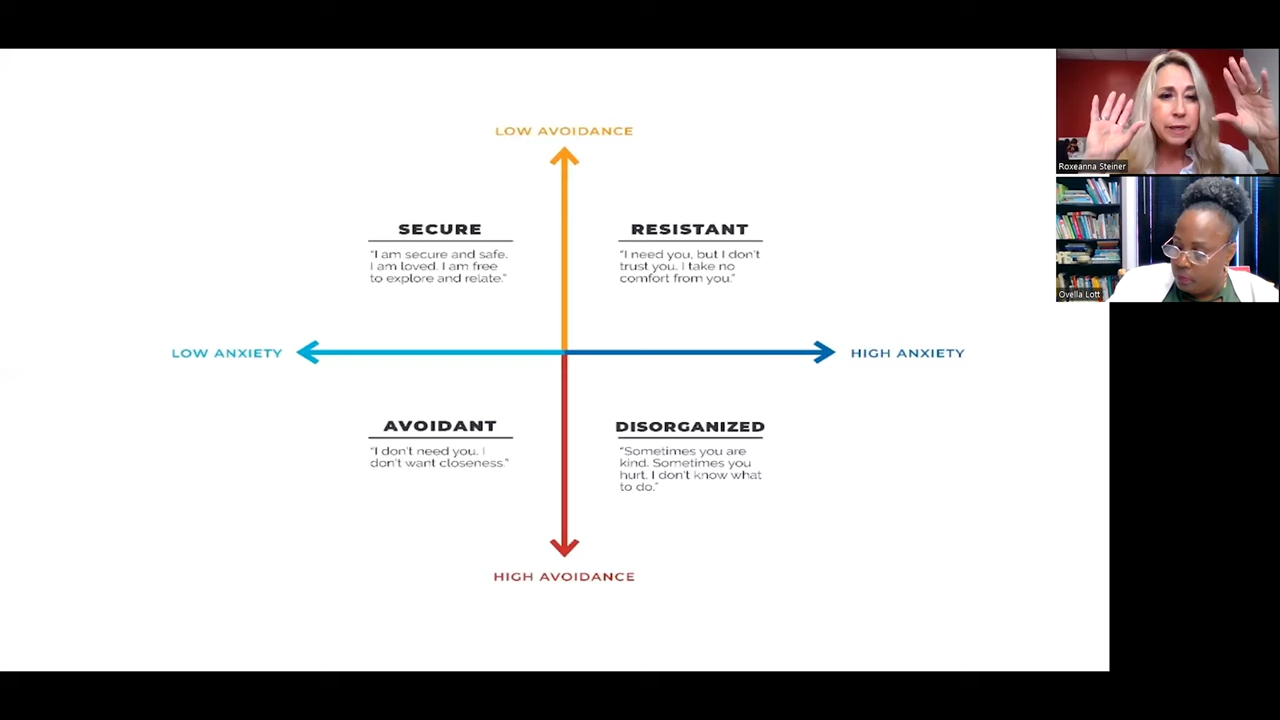 LOW AVOIDANCE
SECURE
"I am secure and safe.
I am loved. I am free
to explore and relate."
RESISTANT
"I need you, but I don't
trust you. I take no
comfort from you."
LOW ANXIETY
HIGH ANXIETY
AVOIDANT
"I don't need you. I
don't want closeness."
DISORGANIZED
"Sometimes you are
kind. Sometimes you
hurt. I don't know what
to do."
HIGH AVOIDANCE
Roxeanna Steiner
Ovella Lott